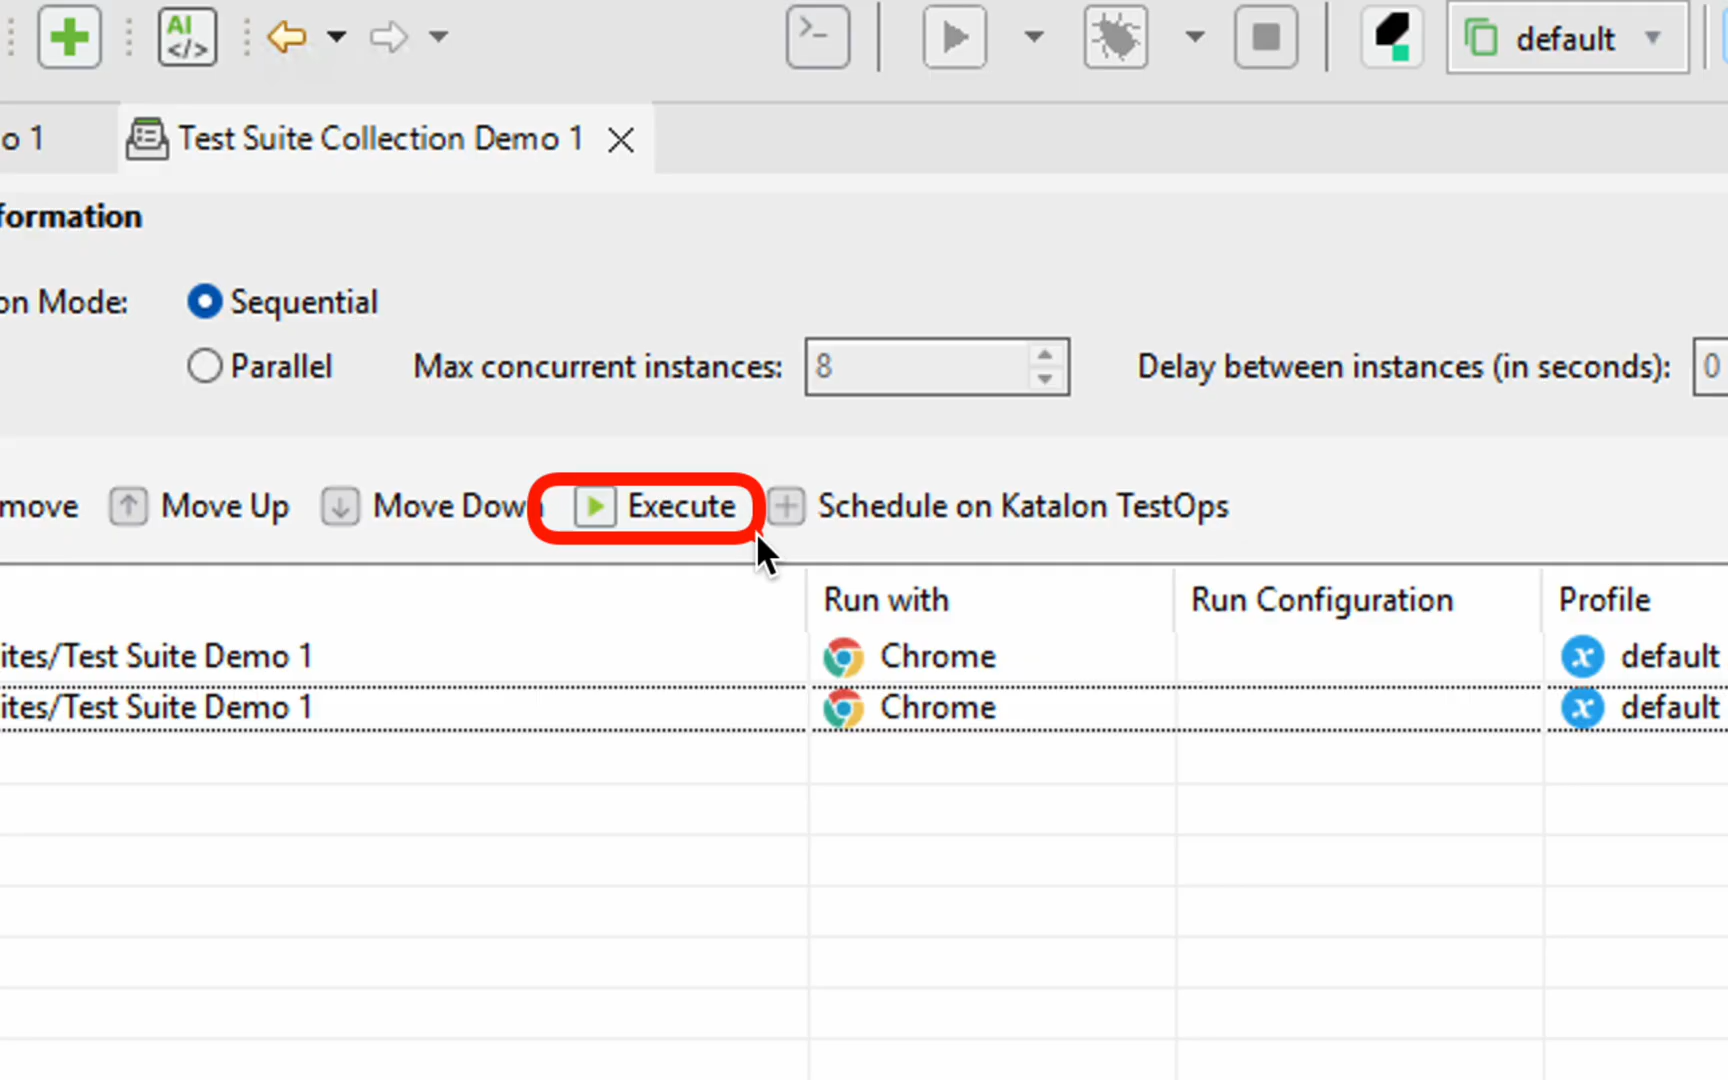 AI
</>
default
o 1
Test Suite Collection Demo 1
formation
on Mode:
Sequential
Parallel
Max concurrent instances:
8
Delay between instances (in seconds):
0
move
Move Up
Move Down
Execute
Schedule on Katalon TestOps
Run with
Run Configuration
Profile
ites/Test Suite Demo 1
Chrome
default
ites/Test Suite Demo 1
Chrome
default